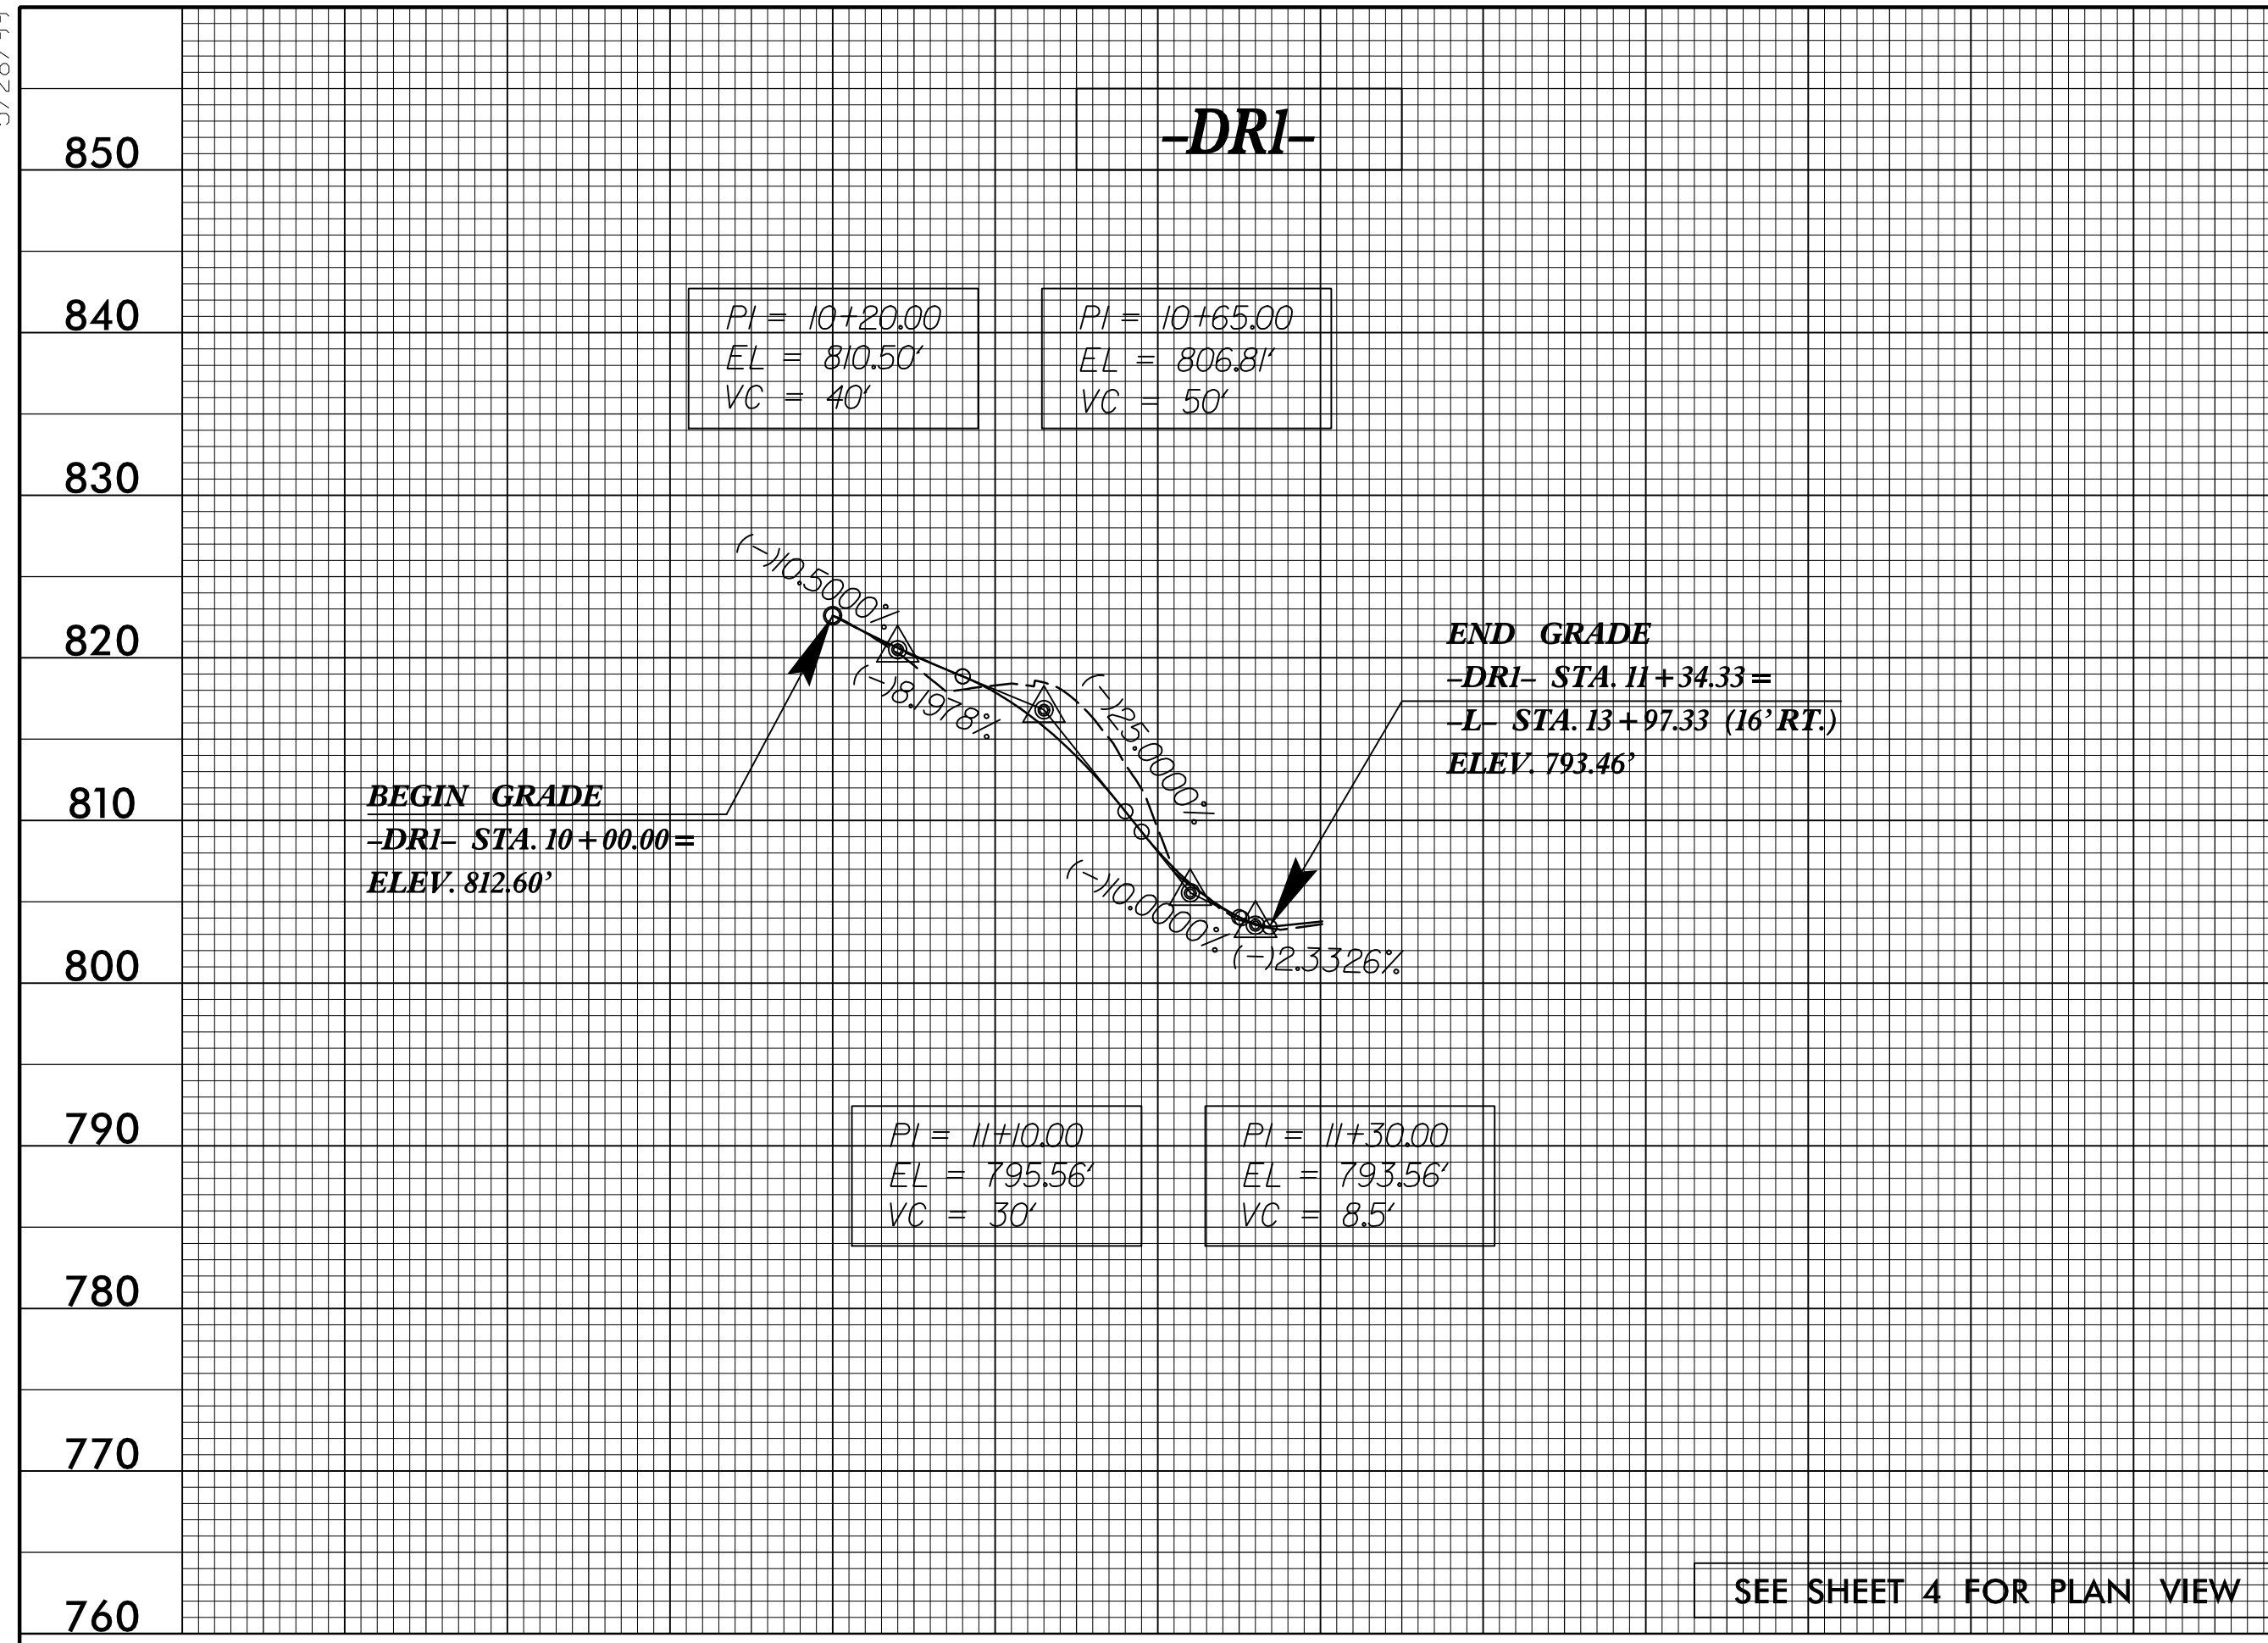 –DR1–
850
840
830
820
810
800
790
780
770
760
PI = 10+20.00
EL = 810.50'
VC = 40'
PI = 10+65.00
EL = 806.81'
VC = 50'
(-)10.5000%
(-)8.1978%
(-)25.0000%
(-)10.0000%
(-)2.3326%
BEGIN GRADE
–DR1– STA. 10+00.00 =
ELEV. 812.60'
END GRADE
–DR1– STA. 11+34.33 =
–L– STA. 13+97.33 (16' RT.)
ELEV. 793.46'
PI = 11+10.00
EL = 795.56'
VC = 30'
PI = 11+30.00
EL = 793.56'
VC = 8.5'
SEE SHEET 4 FOR PLAN VIEW